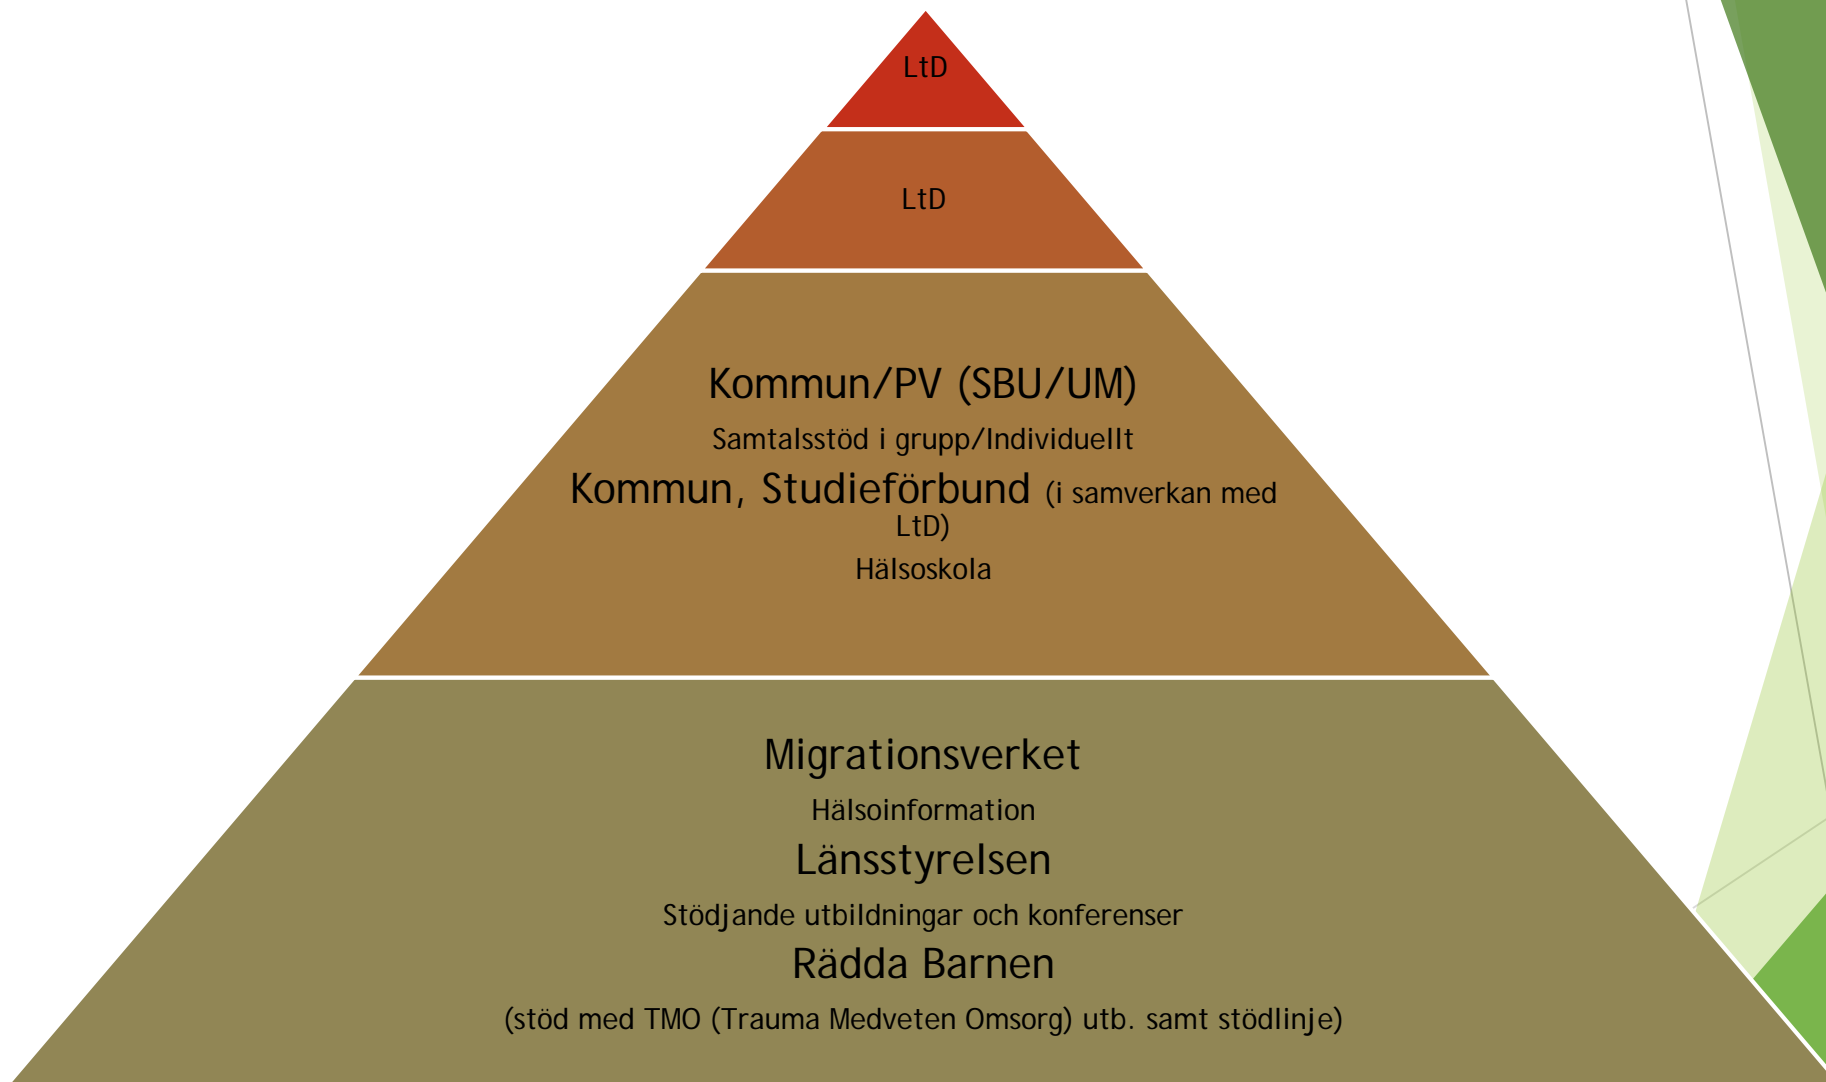 LtD
LtD
Kommun/PV (SBU/UM)
Samtalsstöd i grupp/Individuellt
Kommun, Studieförbund (i samverkan med
LtD)
Hälsoskola
Migrationsverket
Hälsoinformation
Länsstyrelsen
Stödjande utbildningar och konferenser
Rädda Barnen
(stöd med TMO (Trauma Medveten Omsorg) utb. samt stödlinje)